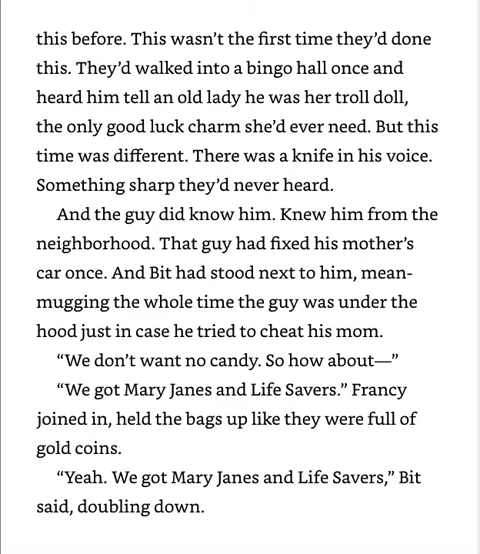 this before. This wasn’t the first time they’d done
this. They’d walked into a bingo hall once and
heard him tell an old lady he was her troll doll,
the only good luck charm she’d ever need. But this
time was different. There was a knife in his voice.
Something sharp they’d never heard.
And the guy did know him. Knew him from the
neighborhood. That guy had fixed his mother’s
car once. And Bit had stood next to him, mean-
mugging the whole time the guy was under the
hood just in case he tried to cheat his mom.
“We don’t want no candy. So how about—”
“We got Mary Janes and Life Savers.” Francy
joined in, held the bags up like they were full of
gold coins.
“Yeah. We got Mary Janes and Life Savers,” Bit
said, doubling down.